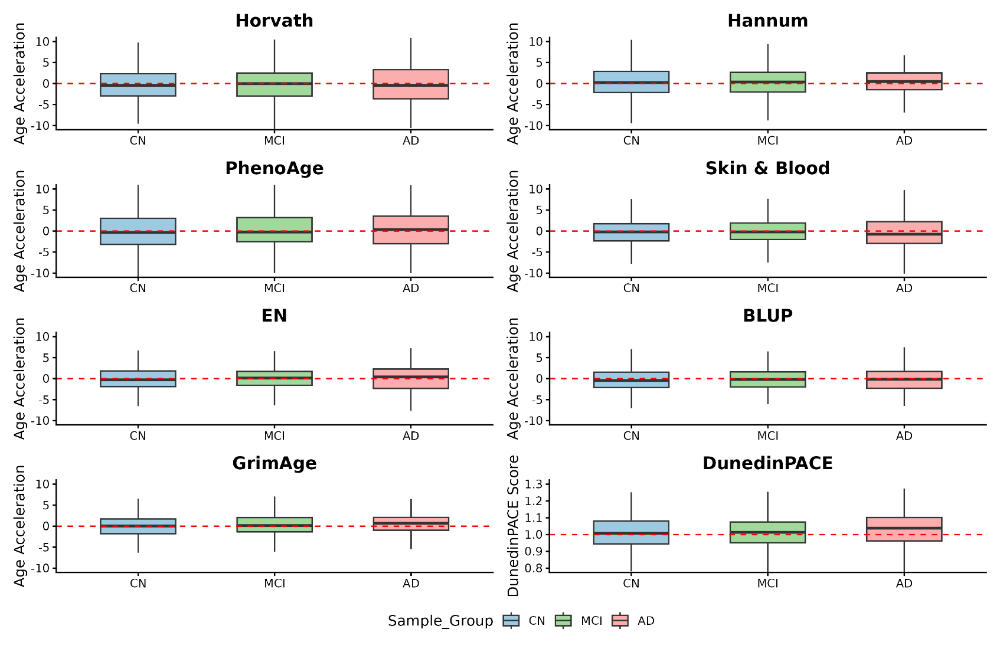 Horvath
Age Acceleration
10
5
0
-5
-10
CN MCI AD
Hannum
Age Acceleration
10
5
0
-5
-10
CN MCI AD
PhenoAge
Age Acceleration
10
5
0
-5
-10
CN MCI AD
Skin & Blood
Age Acceleration
10
5
0
-5
-10
CN MCI AD
EN
Age Acceleration
10
5
0
-5
-10
CN MCI AD
BLUP
Age Acceleration
10
5
0
-5
-10
CN MCI AD
GrimAge
Age Acceleration
10
5
0
-5
-10
CN MCI AD
DunedinPACE
DunedinPACE Score
1.3
1.2
1.1
1.0
0.9
0.8
CN MCI AD
Sample_Group CN MCI AD